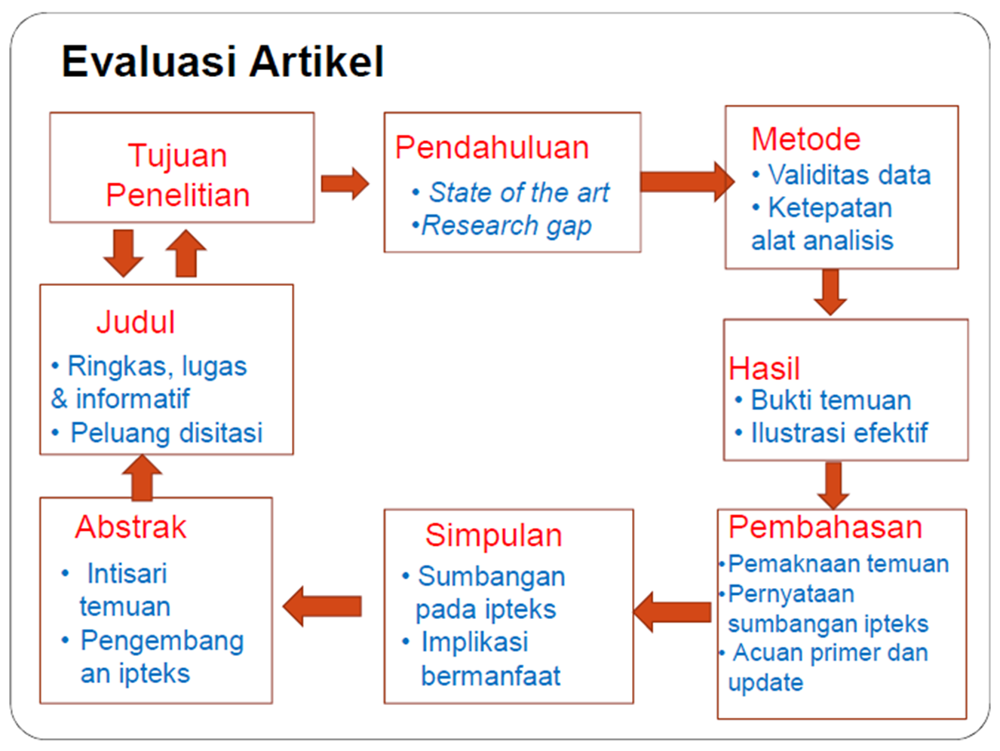 Evaluasi Artikel
Tujuan
Penelitian
Pendahuluan
• State of the art
•Research gap
Metode
• Validitas data
• Ketepatan
alat analisis
Hasil
• Bukti temuan
• Ilustrasi efektif
Pembahasan
•Pemaknaan temuan
•Pernyataan
sumbangan ipteks
• Acuan primer dan
update
Simpulan
• Sumbangan
pada ipteks
• Implikasi
bermanfaat
Abstrak
• Intisari
temuan
• Pengembang
an ipteks
Judul
• Ringkas, lugas
& informatif
• Peluang disitasi